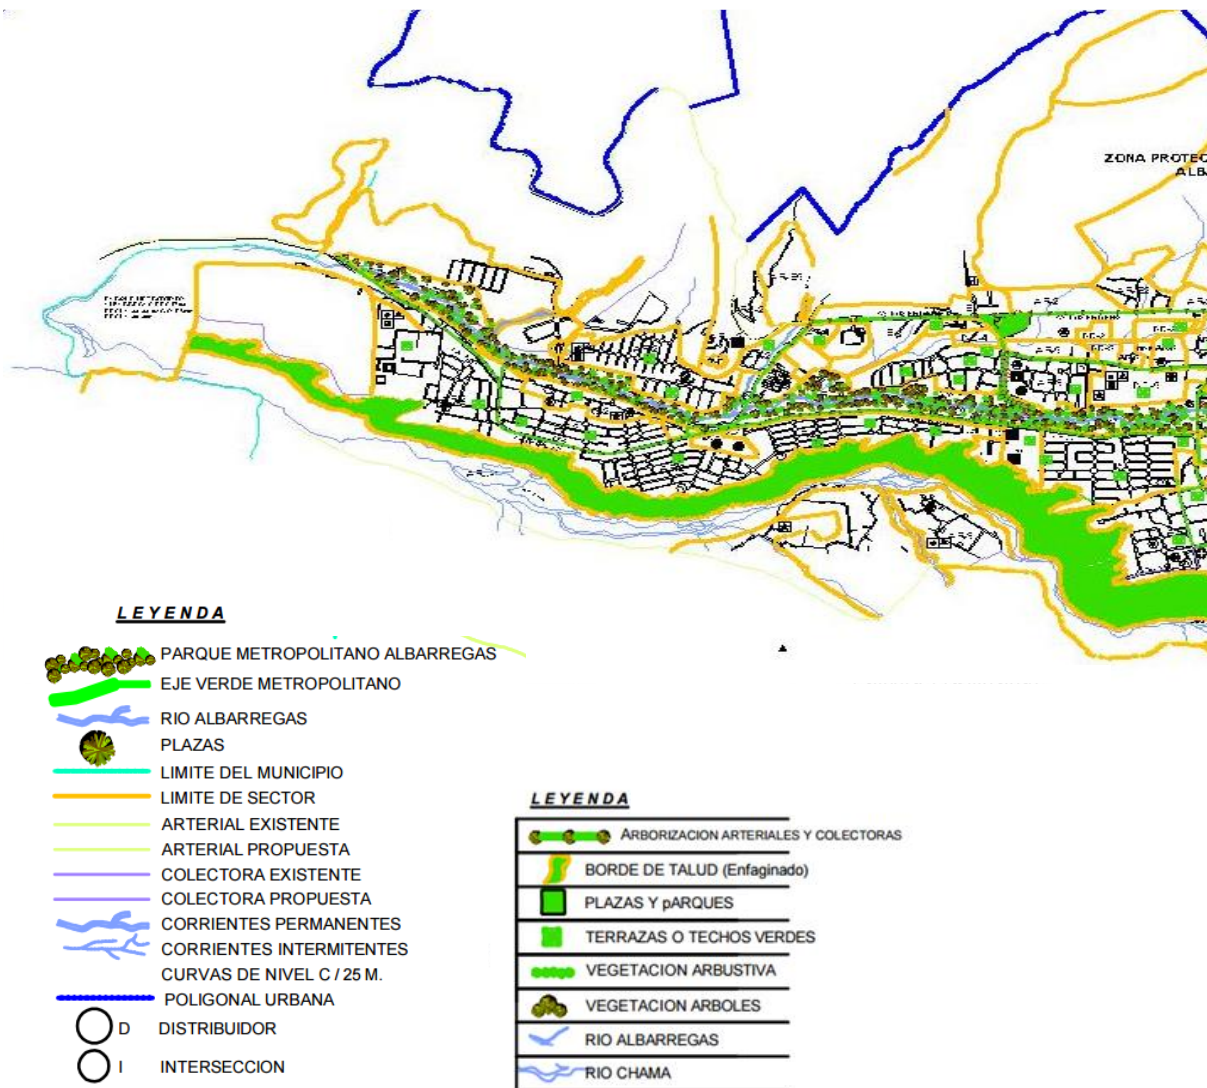 ZONA PROTEC
ALB
LEYENDA
PARQUE METROPOLITANO ALBARREGAS
EJE VERDE METROPOLITANO
RIO ALBARREGAS
PLAZAS
LIMITE DEL MUNICIPIO
LIMITE DE SECTOR
ARTERIAL EXISTENTE
ARTERIAL PROPUESTA
COLECTORA EXISTENTE
COLECTORA PROPUESTA
CORRIENTES PERMANENTES
CORRIENTES INTERMITENTES
CURVAS DE NIVEL C / 25 M.
POLIGONAL URBANA
D DISTRIBUIDOR
I INTERSECCION
LEYENDA
ARBORIZACION ARTERIALES Y COLECTORAS
BORDE DE TALUD (Enfaginado)
PLAZAS Y pARQUES
TERRAZAS O TECHOS VERDES
VEGETACION ARBUSTIVA
VEGETACION ARBOLES
RIO ALBARREGAS
RIO CHAMA